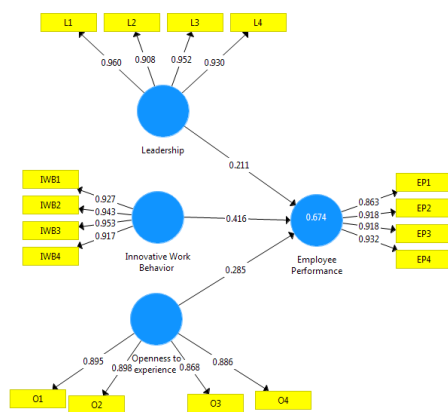 L1
L2
L3
L4
0.960
0.908
0.952
0.930
Leadership
0.211
IWB1
IWB2
IWB3
IWB4
0.927
0.943
0.953
0.917
Innovative Work
Behavior
0.416
0.674
Employee
Performance
0.863
0.918
0.918
0.932
EP1
EP2
EP3
EP4
0.285
Openness to
experience
0.895
0.898
0.868
0.886
O1
O2
O3
O4